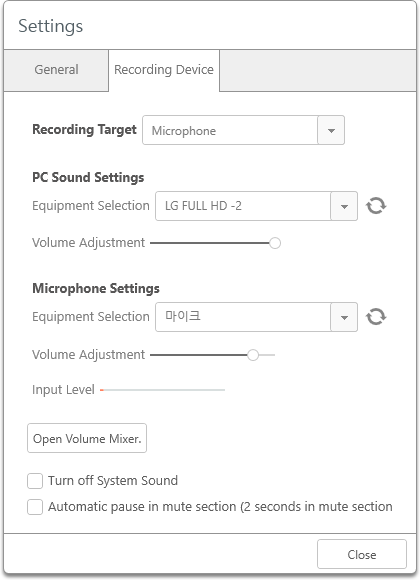 Settings
General
Recording Device
Recording Target
Microphone
PC Sound Settings
Equipment Selection
LG FULL HD -2
Volume Adjustment
Microphone Settings
Equipment Selection
마이크
Volume Adjustment
Input Level
Open Volume Mixer.
Turn off System Sound
Automatic pause in mute section (2 seconds in mute section
Close